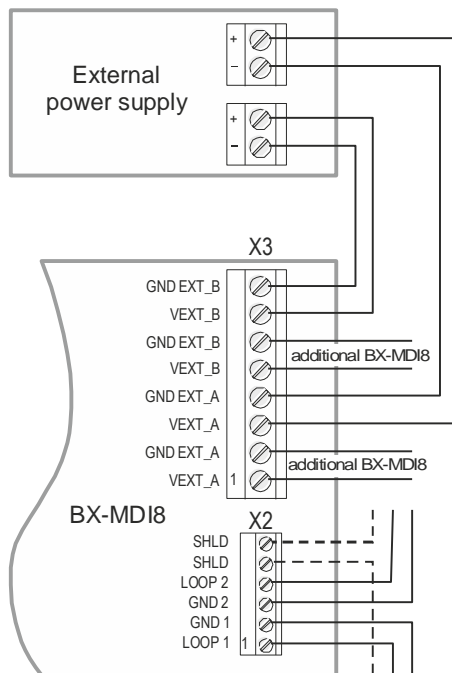 External
power supply
+
−
+
−
X3
GND EXT_B
VEXT_B
GND EXT_B
VEXT_B
additional BX-MDI8
GND EXT_A
VEXT_A
GND EXT_A
additional BX-MDI8
VEXT_A 1
BX-MDI8
X2
SHLD
SHLD
LOOP 2
GND 2
GND 1
LOOP 1 1